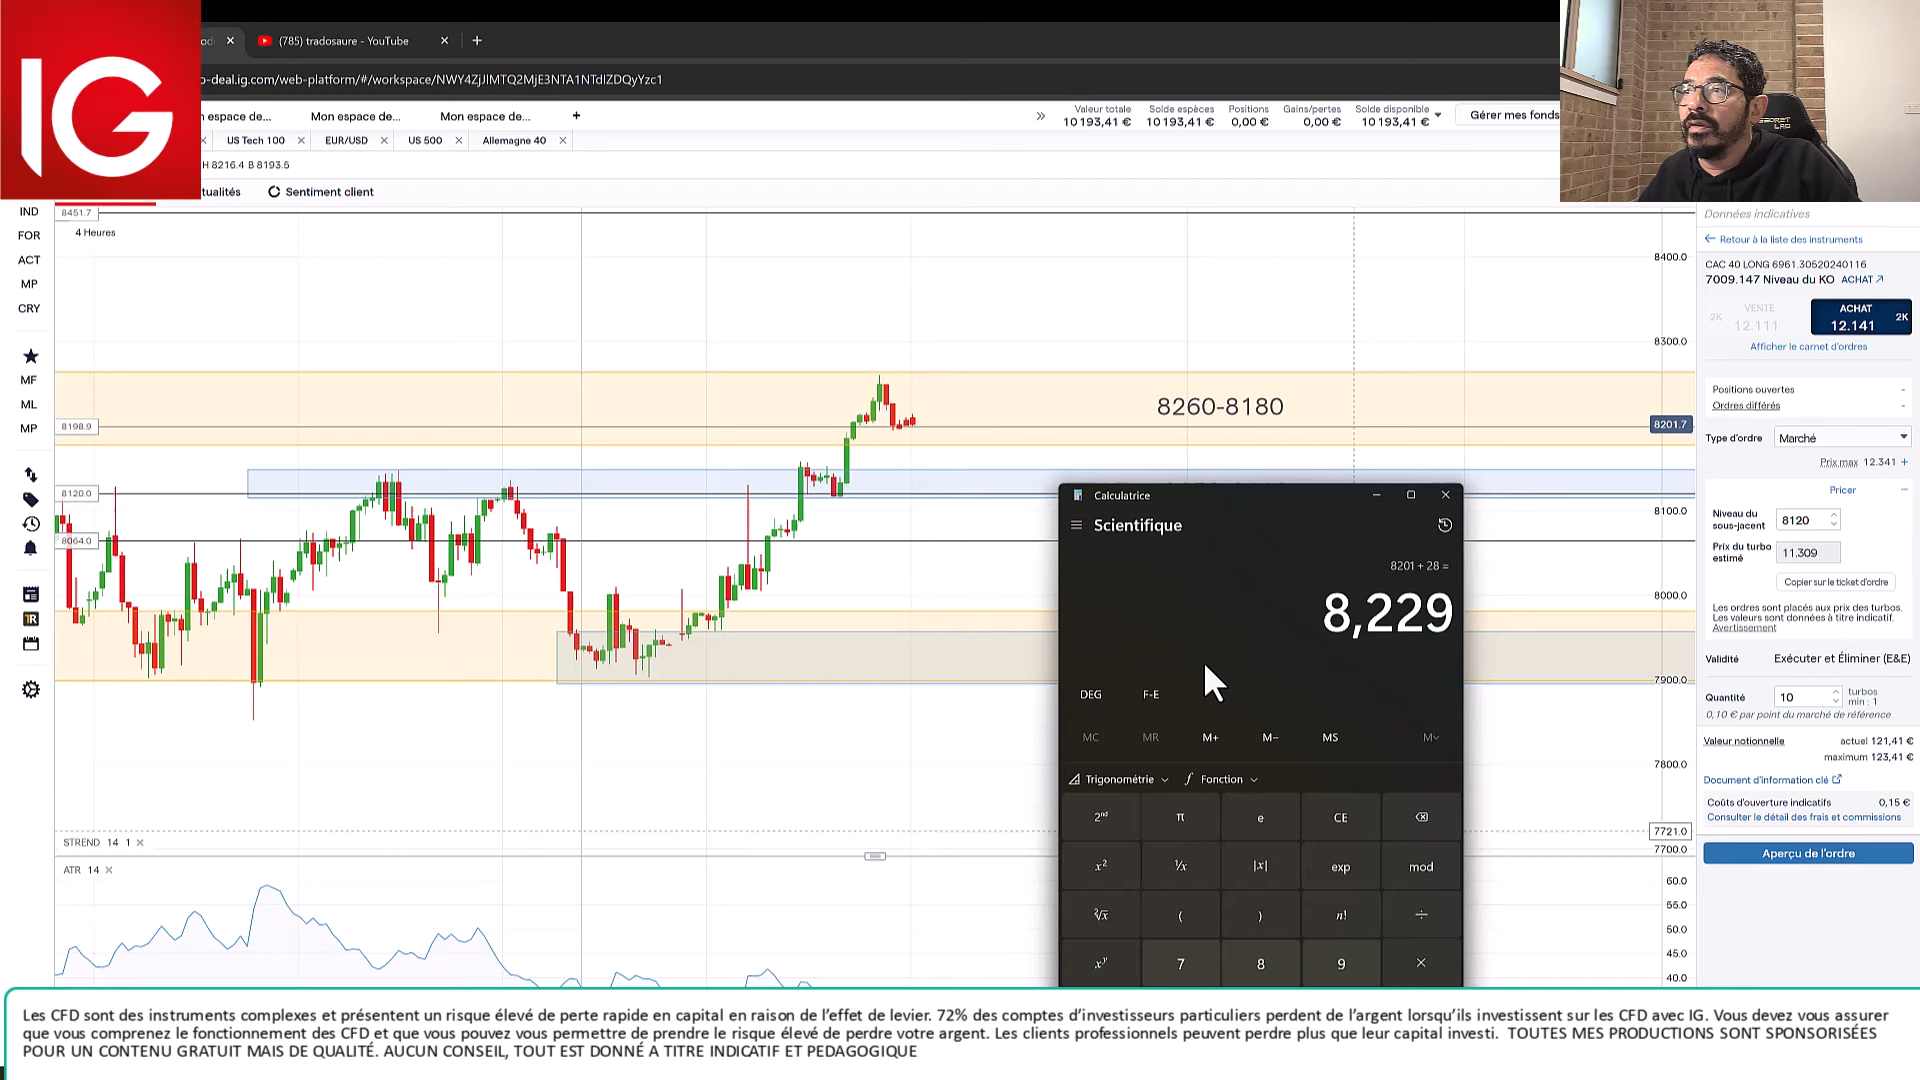 IG
(785) tradosaure - YouTube
o-deal.ig.com/web-platform/#/workspace/NWY4ZjJlMTQ2MjE3NTA1NTdlZDQyYzc1
n espace de...
Mon espace de...
Mon espace de...
Valeur totale
10 193,41 €
Solde espèces
10 193,41 €
Positions
0,00 €
Gains/pertes
0,00 €
Solde disponible
10 193,41 €
Gérer mes fonds
US Tech 100
EUR/USD
US 500
Allemagne 40
H 8216.4 B 8193.5
tualités
Sentiment client
IND
FOR
ACT
MP
CRY
MF
ML
MP
4 Heures
8451.7
8198.9
8120.0
8064.0
8260-8180
8400.0
8300.0
8201.7
8100.0
8000.0
7900.0
7800.0
7721.0
7700.0
STREND 14 1
ATR 14
60.0
55.0
50.0
45.0
40.0
Calculatrice
Scientifique
8201 + 28 =
8,229
DEG
F-E
MC
MR
M+
M-
MS
M
Trigonométrie
Fonction
2nd
π
e
CE
x²
¹/x
|x|
exp
mod
²√x
(
)
n!
÷
xʸ
7
8
9
×
Données indicatives
Retour à la liste des instruments
CAC 40 LONG 6961.30520240116
7009.147 Niveau du KO ACHAT
2K
VENTE
12.111
ACHAT
12.141
2K
Afficher le carnet d'ordres
Positions ouvertes -
Ordres différés -
Type d'ordre Marché
Prix max 12.341 +
Pricer
Niveau du sous-jacent 8120
Prix du turbo estimé 11.309
Copier sur le ticket d'ordre
Les ordres sont placés aux prix des turbos.
Les valeurs sont données à titre indicatif.
Avertissement
Validité Exécuter et Éliminer (E&E)
Quantité 10 turbos min : 1
0,10 € par point du marché de référence
Valeur notionnelle actuel 121,41 €
maximum 123,41 €
Document d'information clé
Coûts d'ouverture indicatifs 0,15 €
Consulter le détail des frais et commissions
Aperçu de l'ordre
Les CFD sont des instruments complexes et présentent un risque élevé de perte rapide en capital en raison de l'effet de levier. 72% des comptes d'investisseurs particuliers perdent de l'argent lorsqu'ils investissent sur les CFD avec IG. Vous devez vous assurer
que vous comprenez le fonctionnement des CFD et que vous pouvez vous permettre de prendre le risque élevé de perdre votre argent. Les clients professionnels peuvent perdre plus que leur capital investi. TOUTES MES PRODUCTIONS SONT SPONSORISÉES
POUR UN CONTENU GRATUIT MAIS DE QUALITÉ. AUCUN CONSEIL, TOUT EST DONNÉ A TITRE INDICATIF ET PEDAGOGIQUE